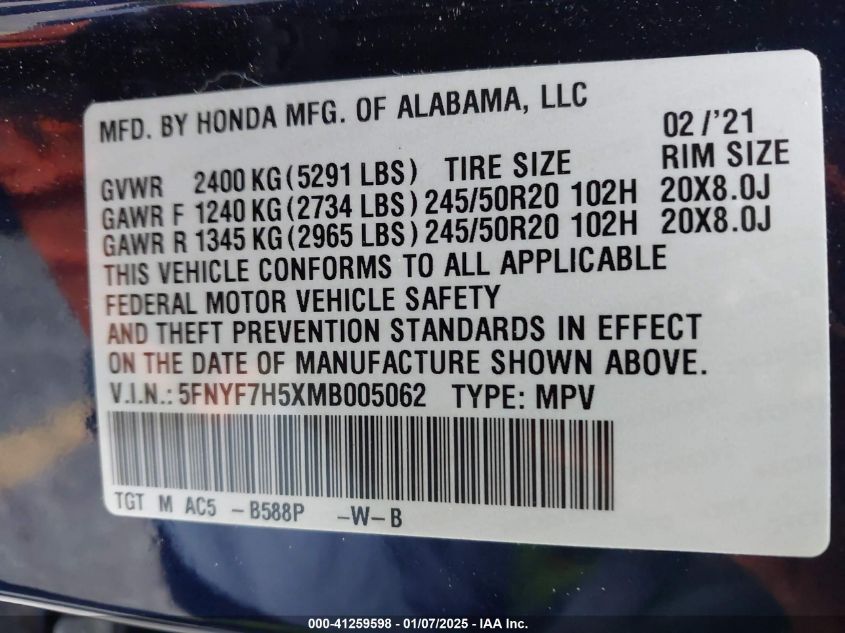 MFD. BY HONDA MFG. OF ALABAMA, LLC 02/'21
GVWR 2400 KG (5291 LBS) TIRE SIZE RIM SIZE
GAWR F 1240 KG (2734 LBS) 245/50R20 102H 20X8.0J
GAWR R 1345 KG (2965 LBS) 245/50R20 102H 20X8.0J
THIS VEHICLE CONFORMS TO ALL APPLICABLE
FEDERAL MOTOR VEHICLE SAFETY
AND THEFT PREVENTION STANDARDS IN EFFECT
ON THE DATE OF MANUFACTURE SHOWN ABOVE.
V.I.N.: 5FNYF7H5XMB005062 TYPE: MPV
TGT M AC5 -B588P -W-B
000-41259598 - 01/07/2025 - IAA Inc.